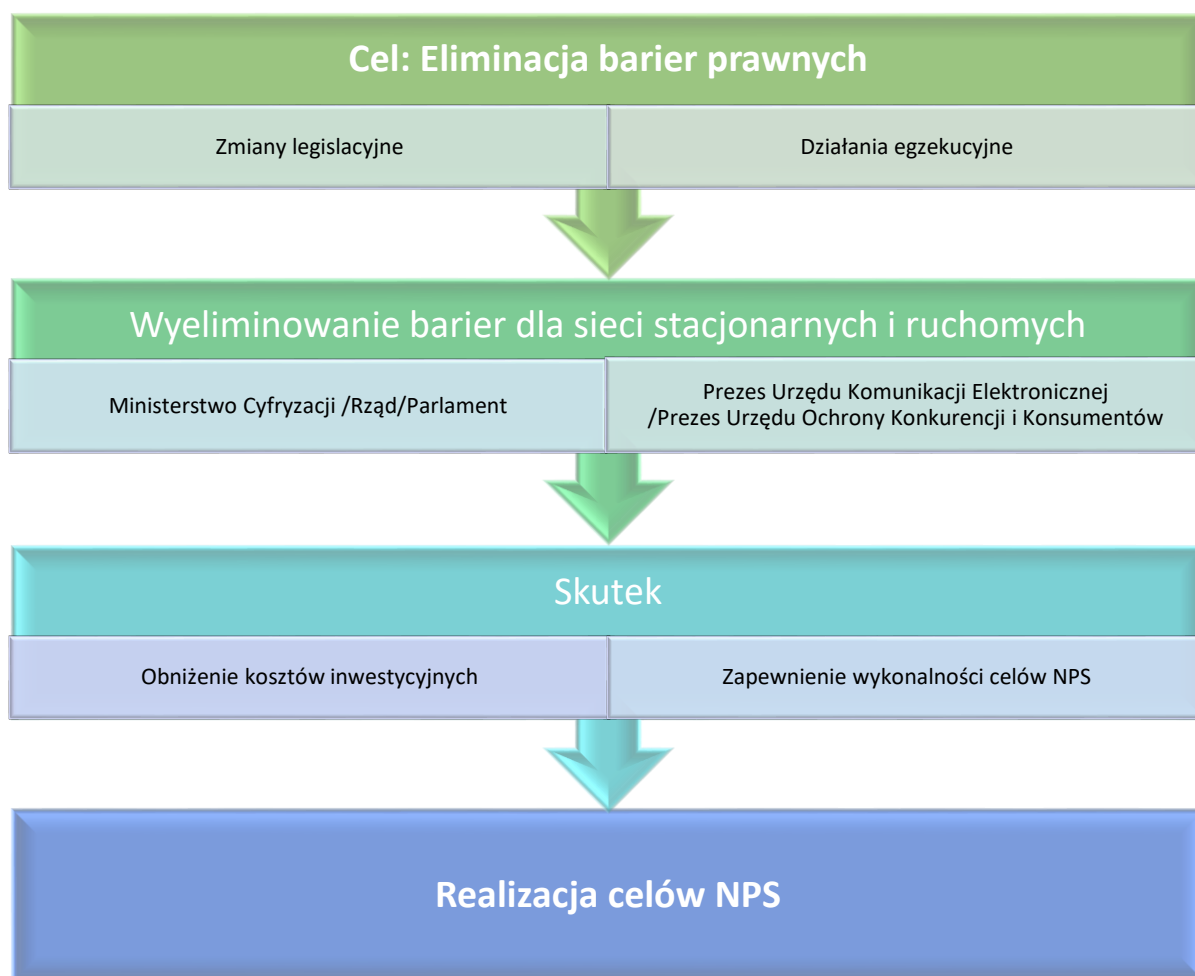 Cel: Eliminacja barier prawnych
Zmiany legislacyjne
Działania egzekucyjne
Wyeliminowanie barier dla sieci stacjonarnych i ruchomych
Ministerstwo Cyfryzacji /Rząd/Parlament
Prezes Urzędu Komunikacji Elektronicznej
/Prezes Urzędu Ochrony Konkurencji i Konsumentów
Skutek
Obniżenie kosztów inwestycyjnych
Zapewnienie wykonalności celów NPS
Realizacja celów NPS